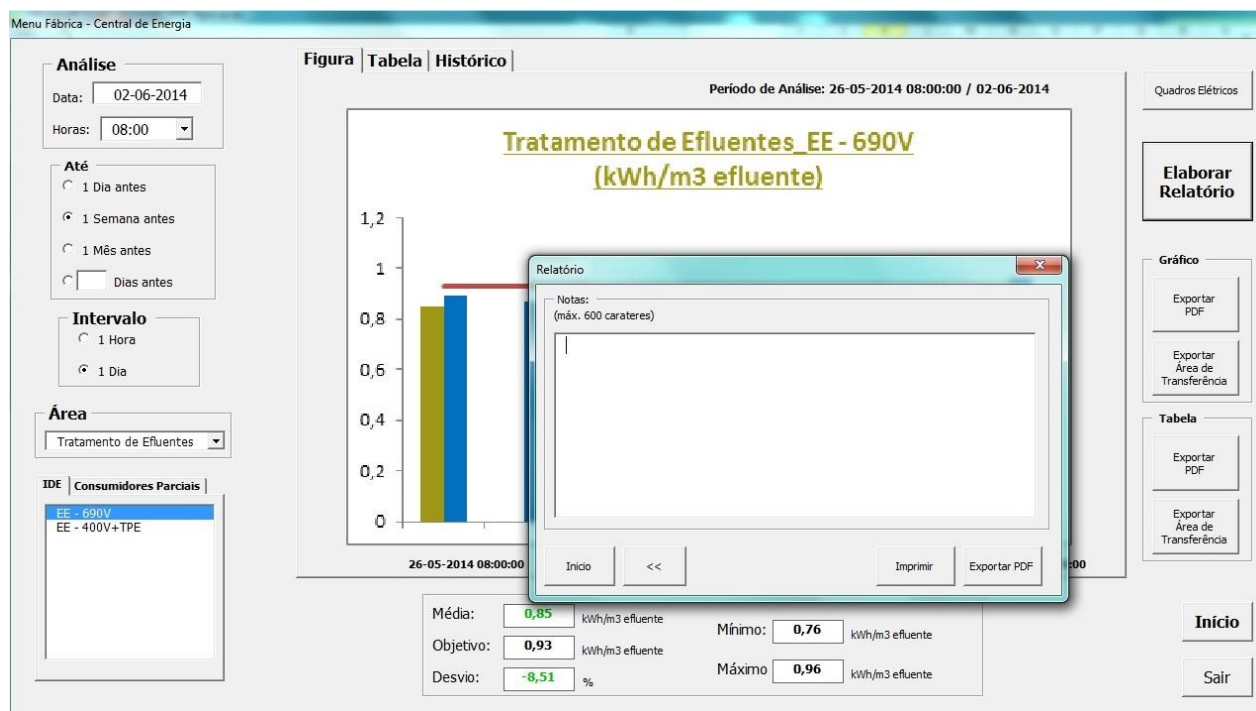 Menu Fábrica - Central de Energia
Análise
Data: 02-06-2014
Horas: 08:00
Até
1 Dia antes
1 Semana antes
1 Mês antes
Dias antes
Intervalo
1 Hora
1 Dia
Área
Tratamento de Efluentes
IDE
Consumidores Parciais
EE - 690V
EE - 400V+TPE
Figura
Tabela
Histórico
Período de Análise: 26-05-2014 08:00:00 / 02-06-2014
Tratamento de Efluentes_EE - 690V
(kWh/m3 efluente)
1,2
1
0,8
0,6
0,4
0,2
0
26-05-2014 08:00:00
:00
Relatório
Notas:
(máx. 600 carateres)
Inicio
<<
Imprimir
Exportar PDF
Média: 0,85 kWh/m3 efluente
Objetivo: 0,93 kWh/m3 efluente
Desvio: -8,51 %
Mínimo: 0,76 kWh/m3 efluente
Máximo 0,96 kWh/m3 efluente
Quadros Elétricos
Elaborar
Relatório
Gráfico
Exportar
PDF
Exportar
Área de
Transferência
Tabela
Exportar
PDF
Exportar
Área de
Transferência
Início
Sair